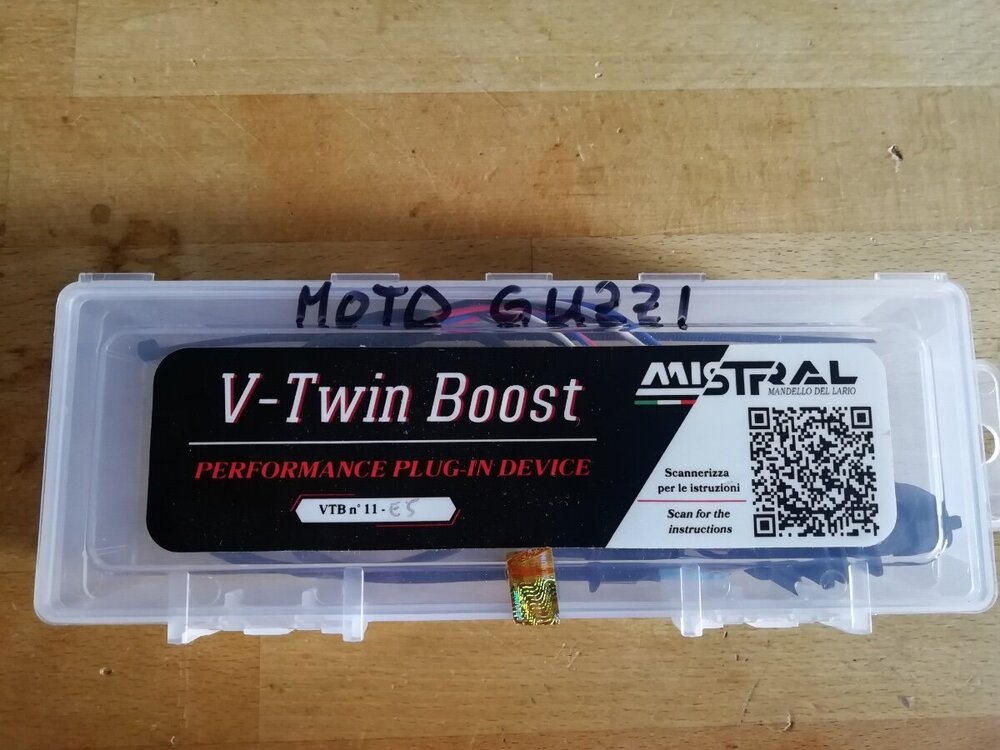 MOTO GUZZI
V-Twin Boost
PERFORMANCE PLUG-IN DEVICE
VTB n° 11 - E5
MISTRAL
MANDELLO DEL LARIO
Scannerizza
per le istruzioni
Scan for the
instructions